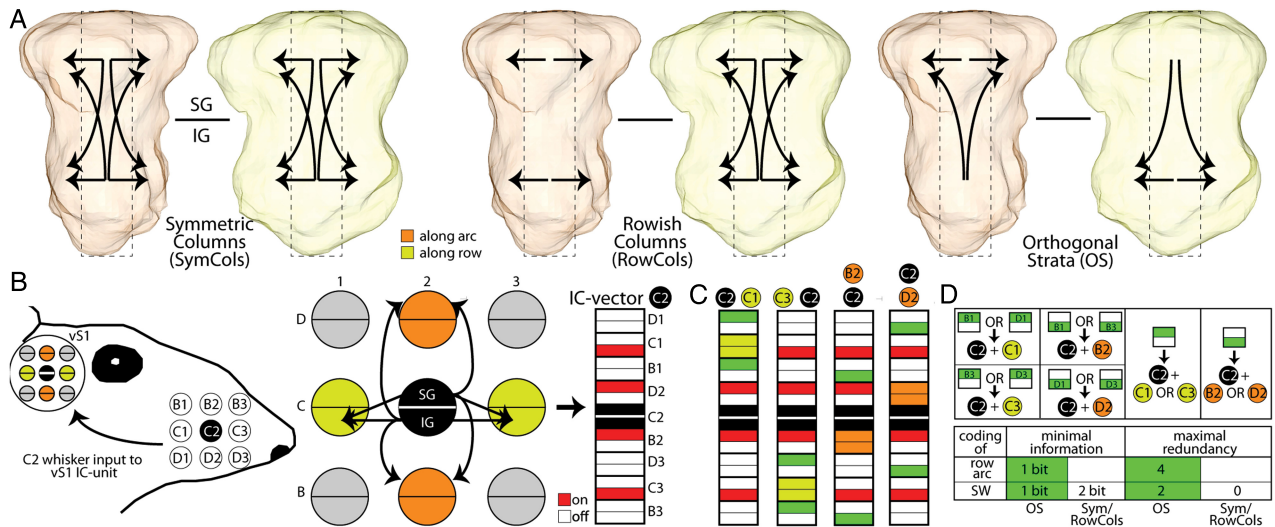 A
SG
IG
Symmetric
Columns
(SymCols)
along arc
along row
Rowish
Columns
(RowCols)
Orthogonal
Strata (OS)
B
vS1
B1 B2 B3
C1 C2 C3
D1 D2 D3
C2 whisker input to
vS1 IC-unit
1 2 3
D
C
B
SG
IG
IC-vector C2
D1
C1
B1
D2
C2
B2
D3
C3
B3
on
off
C
C2 C1
C3 C2
B2
C2
C2
D2
D
B1 OR D1
C2 + C1
B1 OR B3
C2 + B2
B3 OR D3
C2 + C3
D1 OR D3
C2 + D2
C2 +
C1 OR C3
C2 +
B2 OR D2
coding of minimal information maximal redundancy
row arc 1 bit 4
SW 1 bit 2 bit 2 0
OS Sym/ RowCols OS Sym/ RowCols